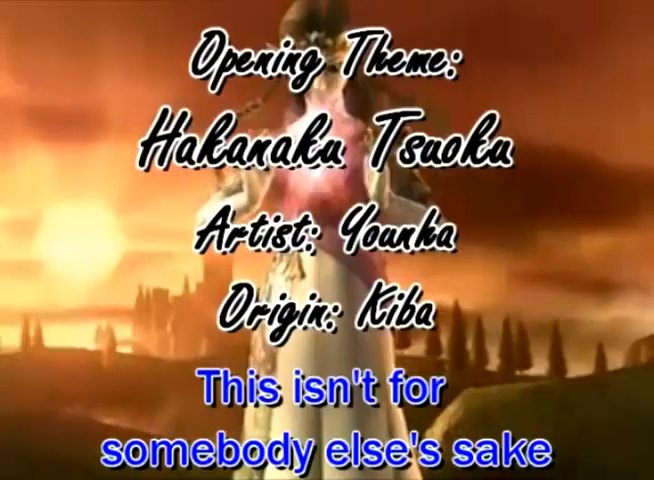 Opening Theme:
Hakanaku Tsuoku
Artist: Younha
Origin: Kiba
This isn't for
somebody else's sake